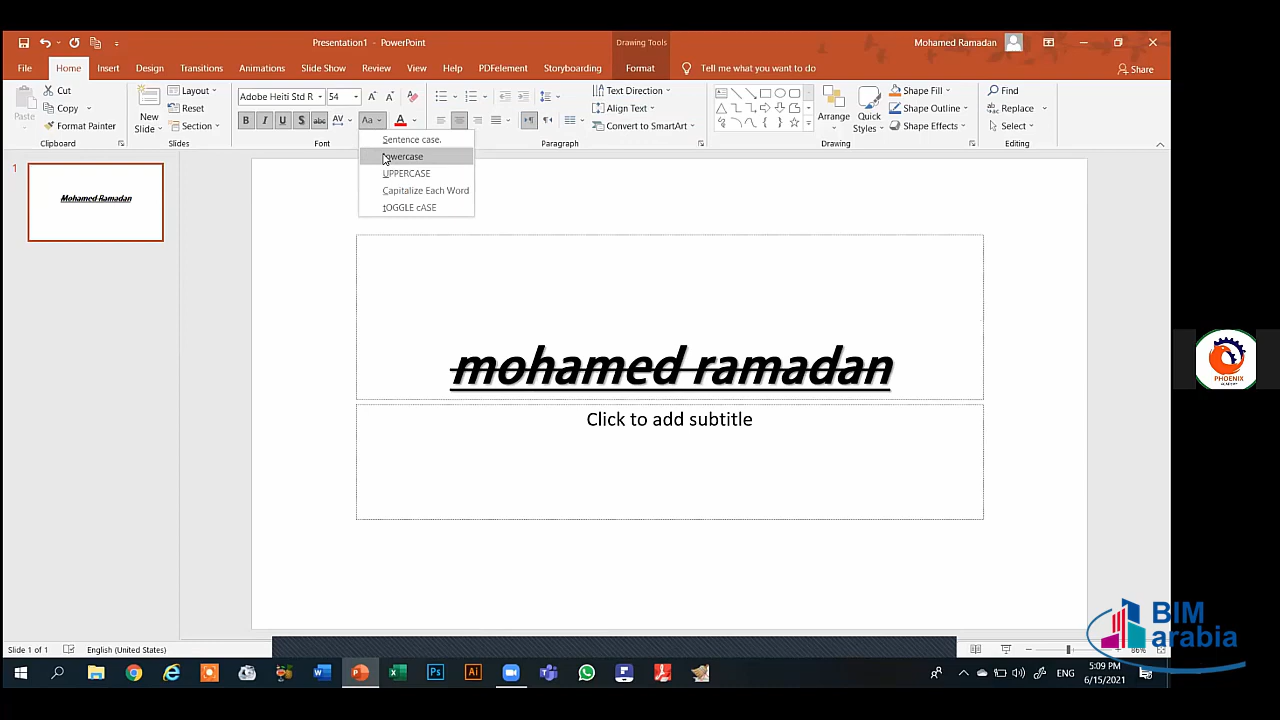 Presentation1 - PowerPoint
Drawing Tools
Mohamed Ramadan
File
Home
Insert
Design
Transitions
Animations
Slide Show
Review
View
Help
PDFelement
Storyboarding
Format
Tell me what you want to do
Share
Paste
Cut
Copy
Format Painter
Clipboard
New Slide
Layout
Reset
Section
Slides
Adobe Heiti Std R
54
B I U S abc AV Aa A
Font
Text Direction
Align Text
Convert to SmartArt
Paragraph
Arrange
Quick Styles
Shape Fill
Shape Outline
Shape Effects
Drawing
Find
Replace
Select
Editing
Sentence case.
lowercase
UPPERCASE
Capitalize Each Word
tOGGLE cASE
1
Mohamed Ramadan
mohamed ramadan
Click to add subtitle
PHOENIX
BIM
arabia
Slide 1 of 1
English (United States)
86%
ENG
5:09 PM
6/15/2021